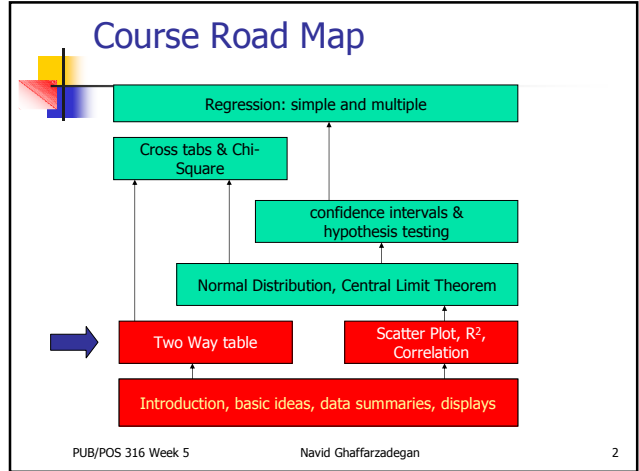 Course Road Map
Regression: simple and multiple
Cross tabs & Chi-
Square
confidence intervals &
hypothesis testing
Normal Distribution, Central Limit Theorem
Two Way table
Scatter Plot, R²,
Correlation
Introduction, basic ideas, data summaries, displays
PUB/POS 316 Week 5 Navid Ghaffarzadegan 2